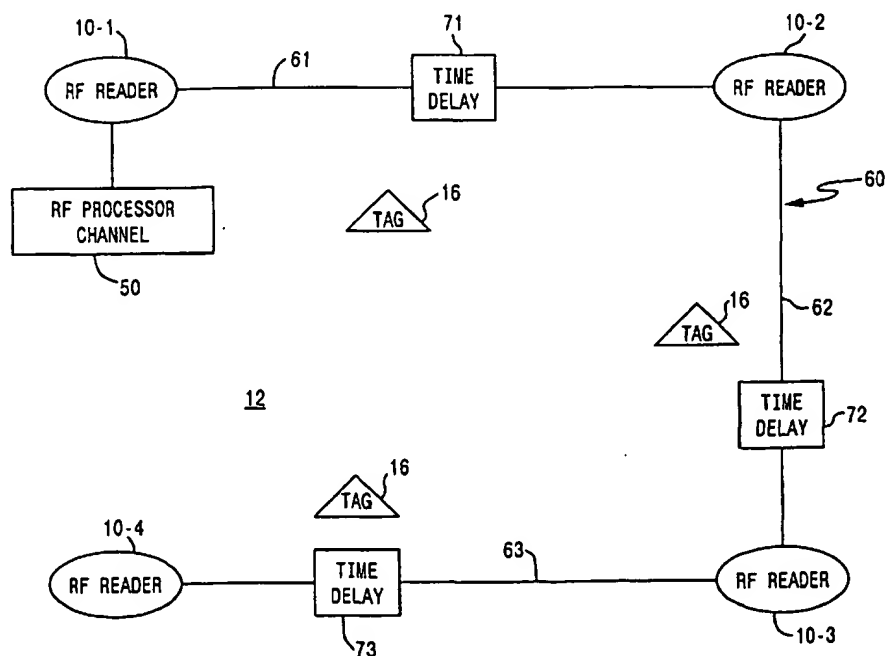 10-1
61
71
10-2
RF READER
TIME
DELAY
RF READER
60
RF PROCESSOR
CHANNEL
50
16
TAG
16
TAG
62
12
TIME
DELAY
72
16
TAG
10-4
63
RF READER
TIME
DELAY
RF READER
73
10-3